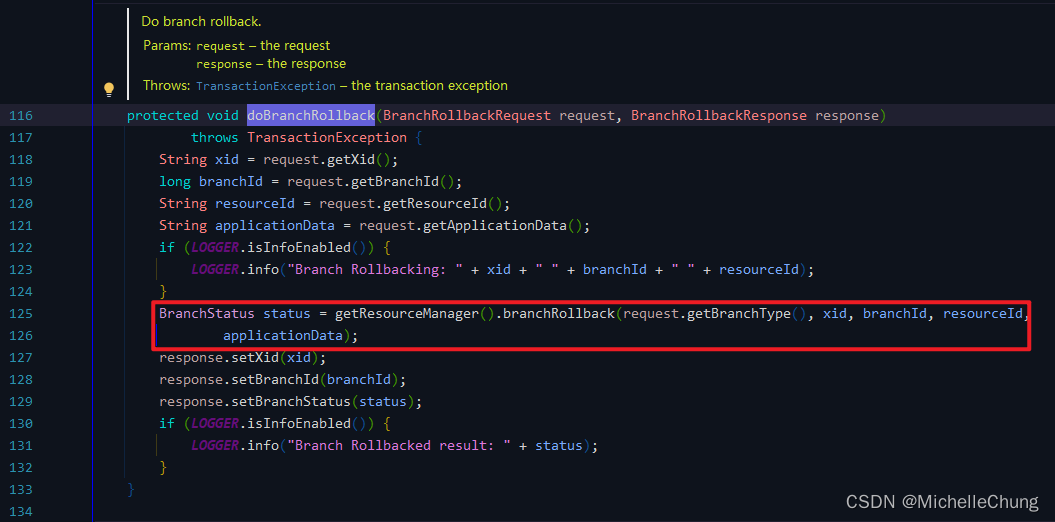 Do branch rollback.
Params: request – the request
response – the response
Throws: TransactionException – the transaction exception
116 protected void doBranchRollback(BranchRollbackRequest request, BranchRollbackResponse response)
117 throws TransactionException {
118 String xid = request.getXid();
119 long branchId = request.getBranchId();
120 String resourceId = request.getResourceId();
121 String applicationData = request.getApplicationData();
122 if (LOGGER.isInfoEnabled()) {
123 LOGGER.info("Branch Rollbacking: " + xid + " " + branchId + " " + resourceId);
124 }
125 BranchStatus status = getResourceManager().branchRollback(request.getBranchType(), xid, branchId, resourceId,
126 applicationData);
127 response.setXid(xid);
128 response.setBranchId(branchId);
129 response.setBranchStatus(status);
130 if (LOGGER.isInfoEnabled()) {
131 LOGGER.info("Branch Rollbacked result: " + status);
132 }
133 }
134
CSDN @MichelleChung